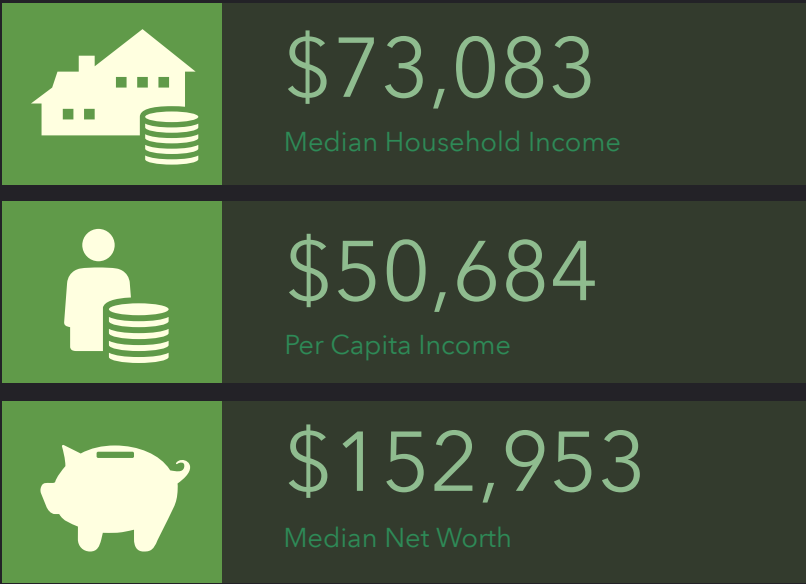 $73,083
Median Household Income
$50,684
Per Capita Income
$152,953
Median Net Worth